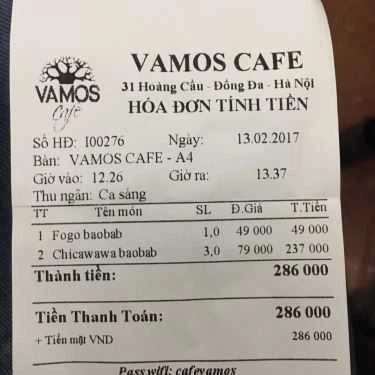 VAMOS
Cafe
VAMOS CAFE
31 Hoàng Cầu - Đống Đa - Hà Nội
HÓA ĐƠN TÍNH TIỀN
Số HĐ: I00276 Ngày: 13.02.2017
Bàn: VAMOS CAFE - A4
Giờ vào: 12.26 Giờ ra: 13.37
Thu ngân: Ca sáng
TT Tên món SL Đ.Giá T.Tiền
1 Fogo baobab 1,0 49 000 49 000
2 Chicawawa baobab 3,0 79 000 237 000
Thành tiền: 286 000
Tiền Thanh Toán: 286 000
+ Tiền mặt VND 286 000
Pass wifi: cafevamos